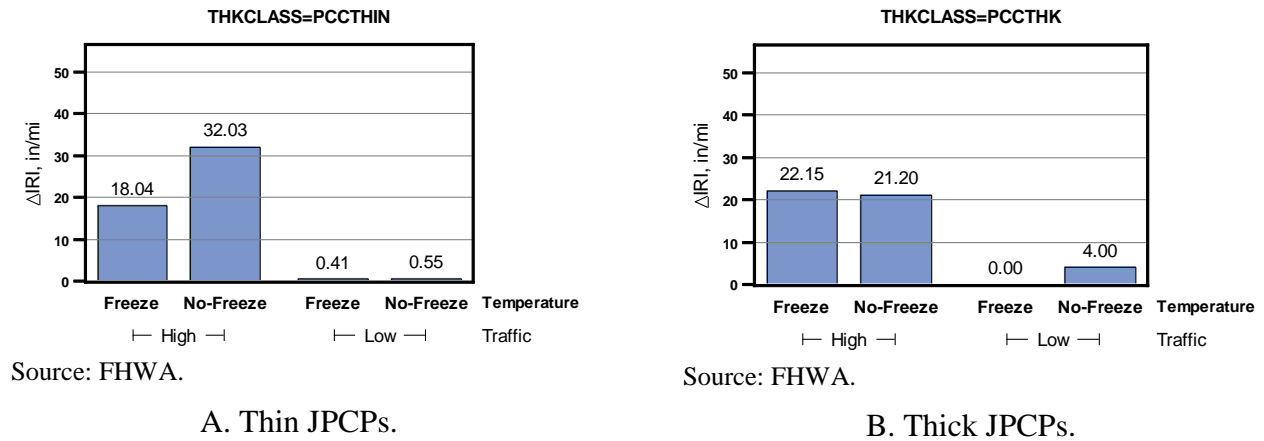 THKCLASS=PCCTHIN
△IRI, in/mi
50
40
30
20
10
0
18.04
32.03
0.41
0.55
Freeze No-Freeze Freeze No-Freeze Temperature
High Low Traffic
Source: FHWA.
A. Thin JPCPs.
THKCLASS=PCCTHK
△IRI, in/mi
50
40
30
20
10
0
22.15
21.20
0.00
4.00
Freeze No-Freeze Freeze No-Freeze Temperature
High Low Traffic
Source: FHWA.
B. Thick JPCPs.